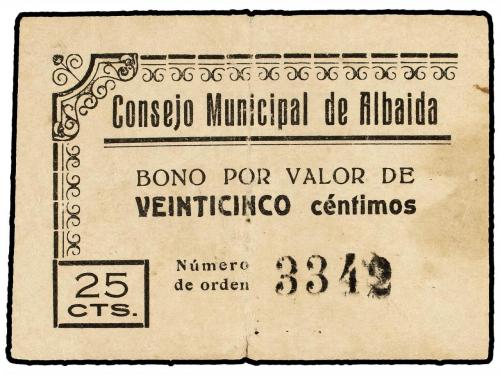 Consejo Municipal de Albaida
BONO POR VALOR DE
VEINTICINCO céntimos
Número
de orden 3342
25
CTS.